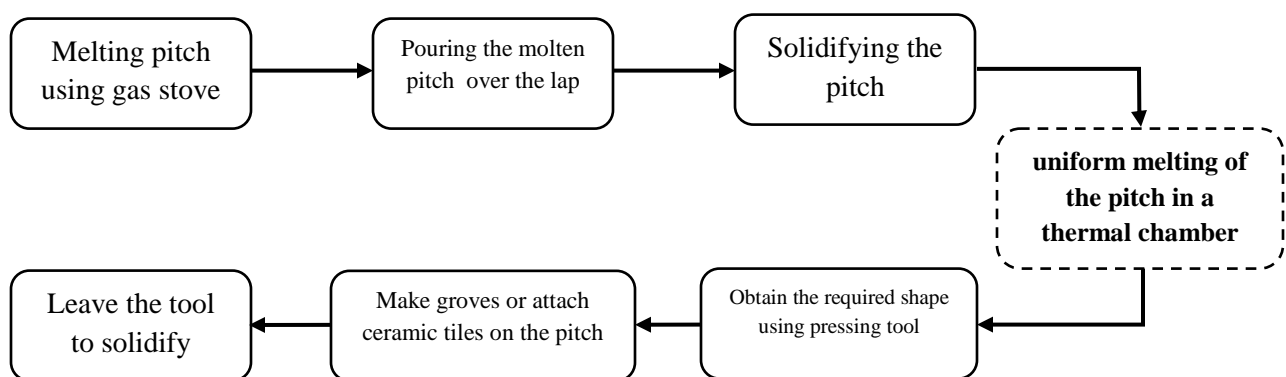 Melting pitch
using gas stove
Pouring the molten
pitch over the lap
Solidifying the
pitch
uniform melting of
the pitch in a
thermal chamber
Obtain the required shape
using pressing tool
Make groves or attach
ceramic tiles on the pitch
Leave the tool
to solidify